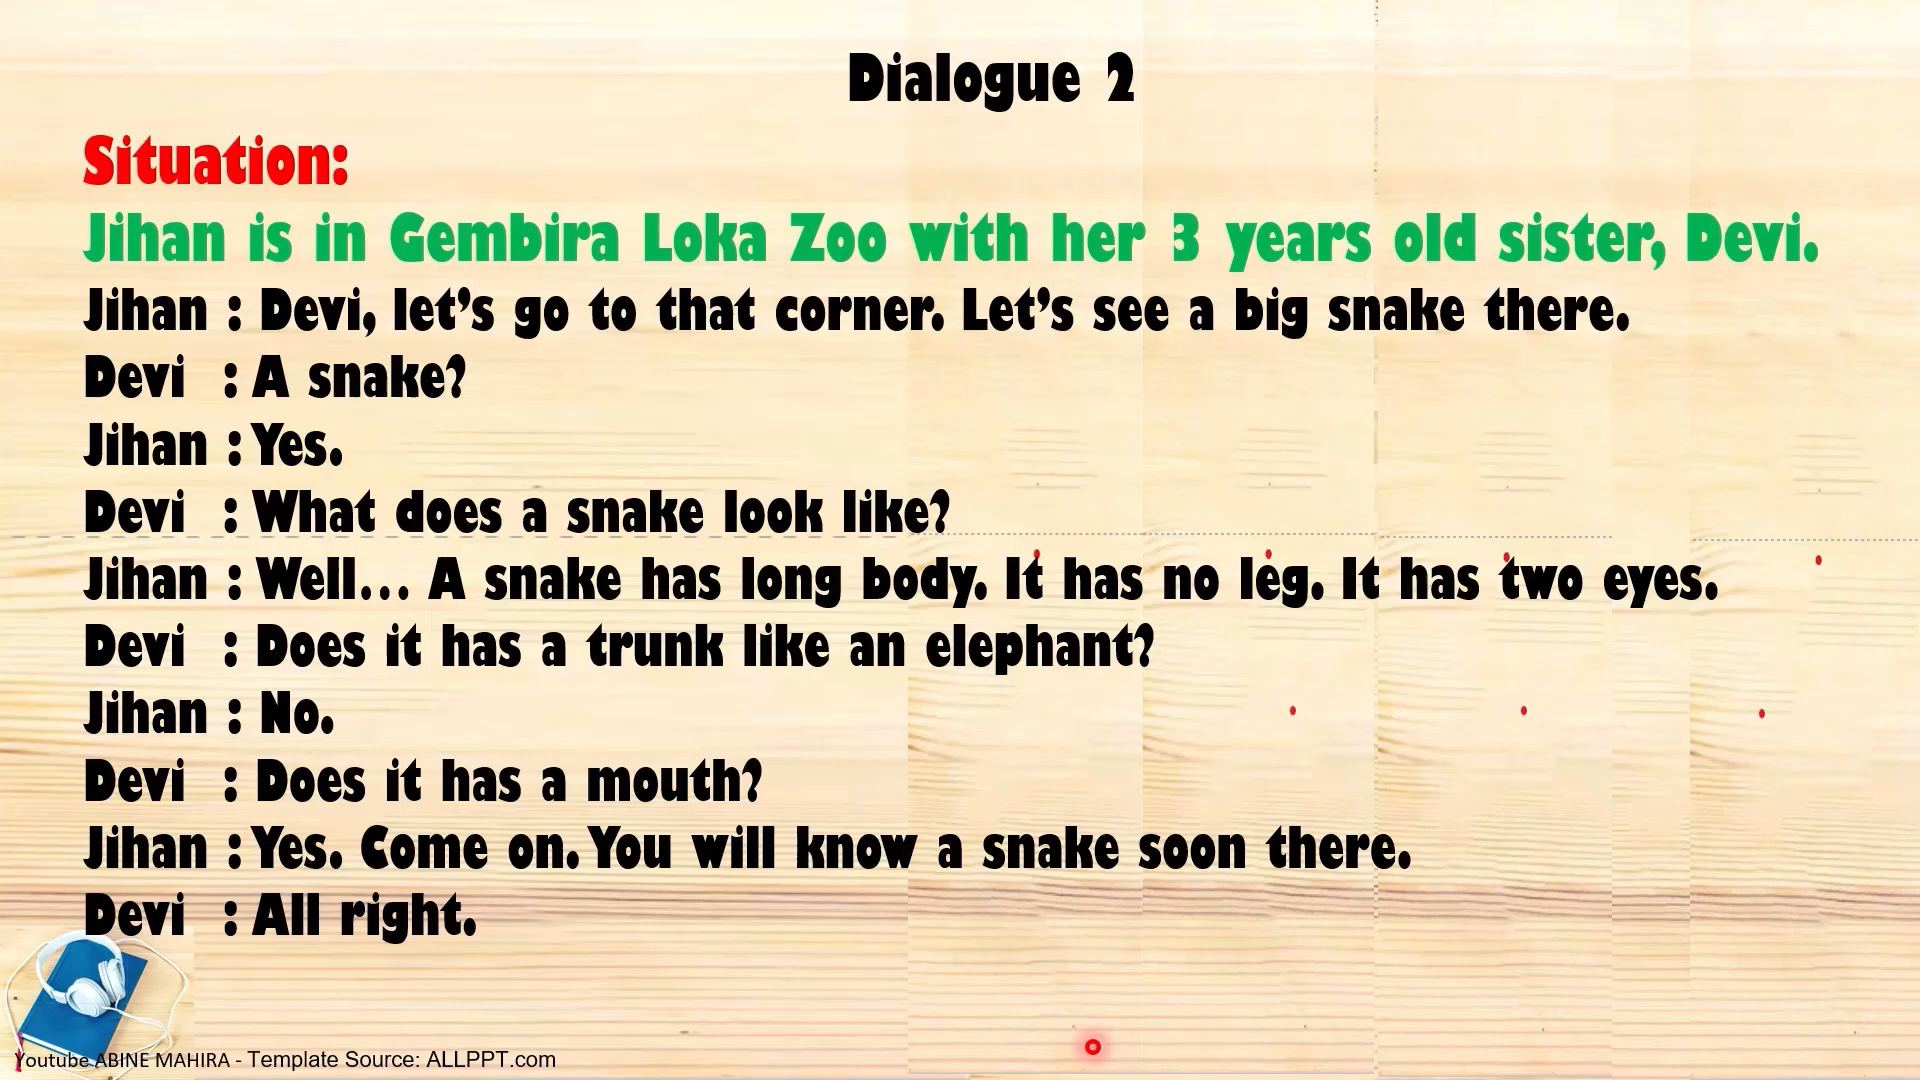 Dialogue 2
Situation:
Jihan is in Gembira Loka Zoo with her 3 years old sister, Devi.
Jihan : Devi, let’s go to that corner. Let’s see a big snake there.
Devi : A snake?
Jihan : Yes.
Devi : What does a snake look like?
Jihan : Well... A snake has long body. It has no leg. It has two eyes.
Devi : Does it has a trunk like an elephant?
Jihan : No.
Devi : Does it has a mouth?
Jihan : Yes. Come on. You will know a snake soon there.
Devi : All right.
Youtube ABINE MAHIRA - Template Source: ALLPPT.com